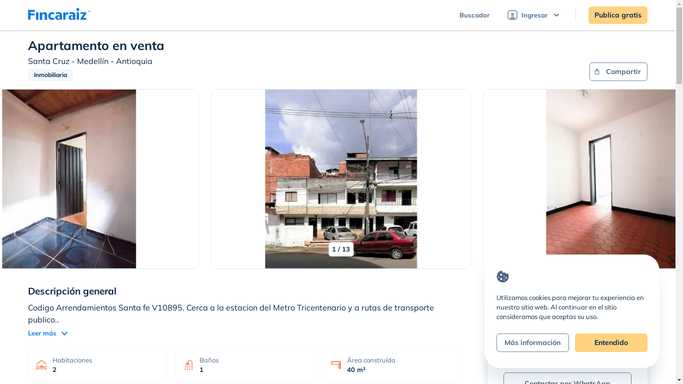 Fincaraiz
Buscador
Ingresar
Publica gratis
Apartamento en venta
Santa Cruz - Medellín - Antioquia
Inmobiliaria
Compartir
1 / 13
Descripción general
Codigo Arrendamientos Santa fe V10895. Cerca a la estacion del Metro Tricentenario y a rutas de transporte
publico..
Leer más
Habitaciones
2
Baños
1
Área construída
40 m²
Utilizamos cookies para mejorar tu experiencia en
nuestro sitio web. Al continuar en el sitio
consideramos que aceptas su uso.
Más información
Entendido
Contactar por WhatsApp